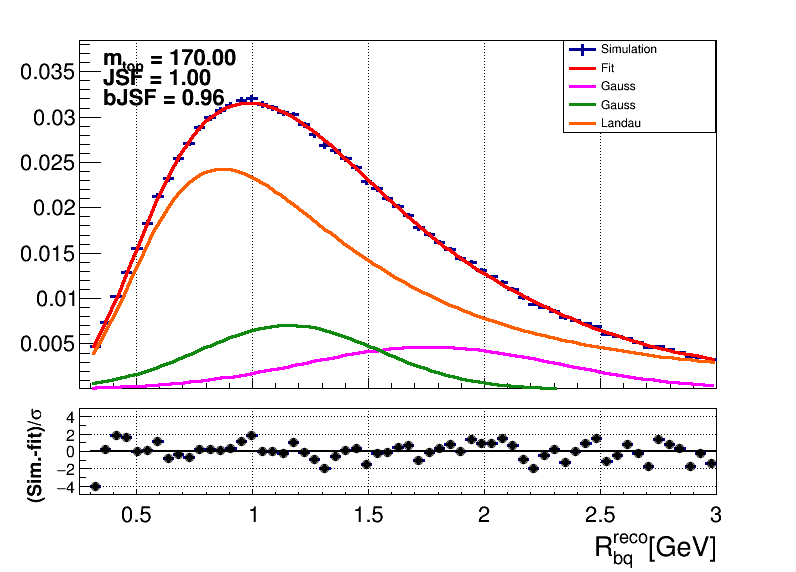 m_top = 170.00
JSF = 1.00
bJSF = 0.96
Simulation
Fit
Gauss
Gauss
Landau
0.035
0.03
0.025
0.02
0.015
0.01
0.005
(Sim.-fit)/σ
4
2
0
−2
−4
0.5
1
1.5
2
2.5
3
R_bq^reco[GeV]